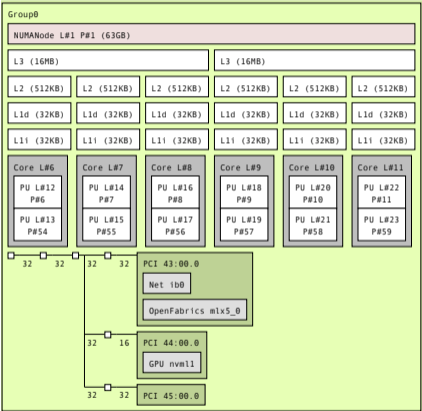 Group0
NUMANode L#1 P#1 (63GB)
L3 (16MB) L3 (16MB)
L2 (512KB) L2 (512KB) L2 (512KB) L2 (512KB) L2 (512KB) L2 (512KB)
L1d (32KB) L1d (32KB) L1d (32KB) L1d (32KB) L1d (32KB) L1d (32KB)
L1i (32KB) L1i (32KB) L1i (32KB) L1i (32KB) L1i (32KB) L1i (32KB)
Core L#6 Core L#7 Core L#8 Core L#9 Core L#10 Core L#11
PU L#12 PU L#14 PU L#16 PU L#18 PU L#20 PU L#22
P#6 P#7 P#8 P#9 P#10 P#11
PU L#13 PU L#15 PU L#17 PU L#19 PU L#21 PU L#23
P#54 P#55 P#56 P#57 P#58 P#59
32 32 32 32 PCI 43:00.0
Net ib0
OpenFabrics mlx5_0
32 16 PCI 44:00.0
GPU nvml1
32 32 PCI 45:00.0